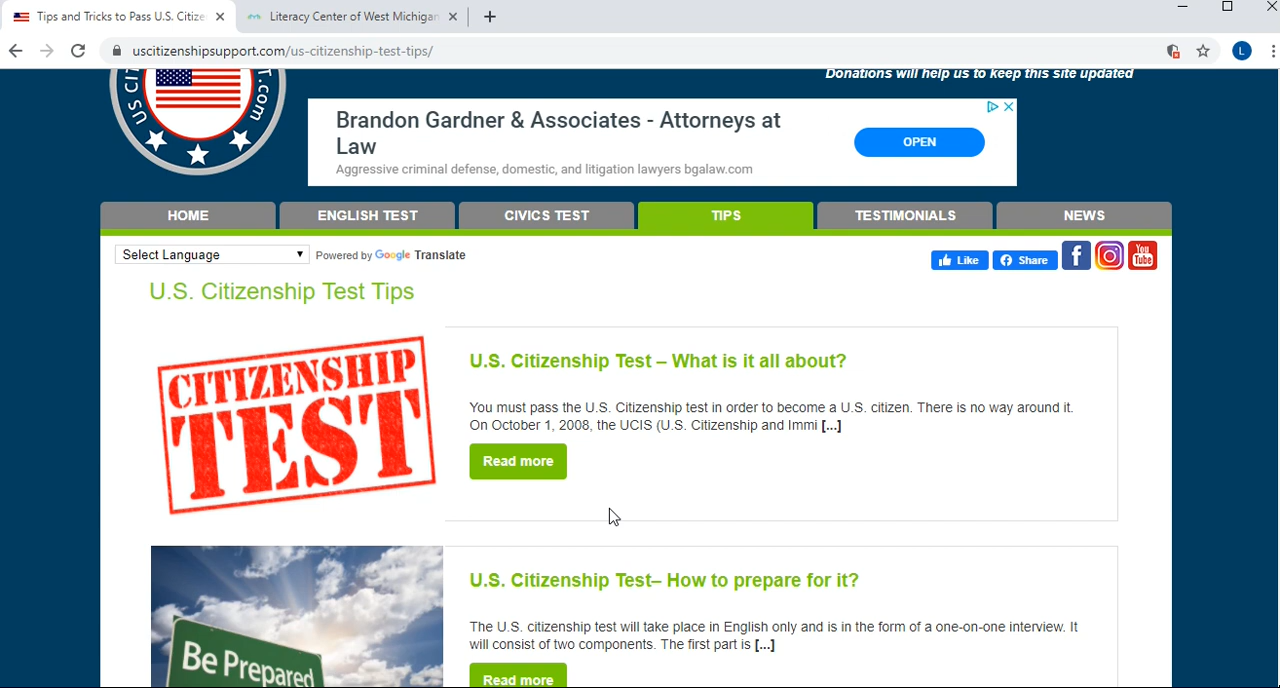 Tips and Tricks to Pass U.S. Citize
Literacy Center of West Michigan
uscitizenshipsupport.com/us-citizenship-test-tips/
L
US CIT
RT.com
Donations will help us to keep this site updated
Brandon Gardner & Associates - Attorneys at
Law
Aggressive criminal defense, domestic, and litigation lawyers bgalaw.com
OPEN
HOME
ENGLISH TEST
CIVICS TEST
TIPS
TESTIMONIALS
NEWS
Select Language
Powered by Google Translate
Like
Share
f
You
Tube
U.S. Citizenship Test Tips
CITIZENSHIP
TEST
U.S. Citizenship Test – What is it all about?
You must pass the U.S. Citizenship test in order to become a U.S. citizen. There is no way around it.
On October 1, 2008, the UCIS (U.S. Citizenship and Immi [...]
Read more
Be Prepared
U.S. Citizenship Test– How to prepare for it?
The U.S. citizenship test will take place in English only and is in the form of a one-on-one interview. It
will consist of two components. The first part is [...]
Read more